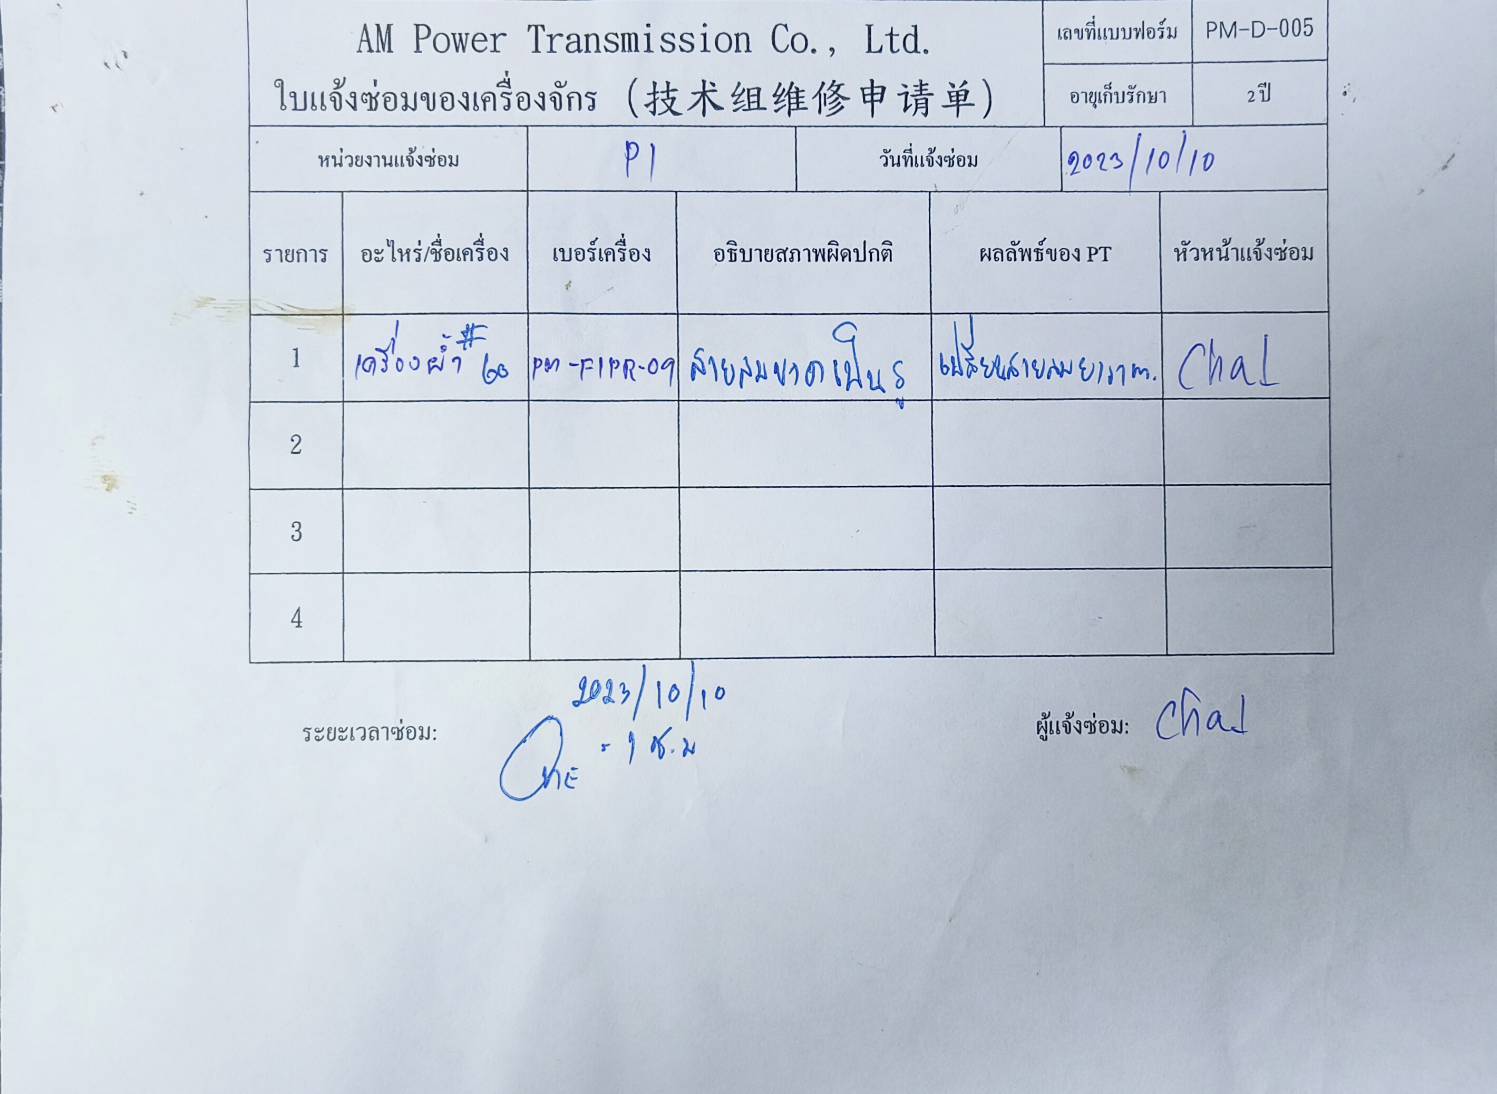 AM Power Transmission Co., Ltd.
เลขที่แบบฟอร์ม PM-D-005
ใบแจ้งซ่อมของเครื่องจักร (技术组维修申请单)
อายุเก็บรักษา 2ปี
หน่วยงานแจ้งซ่อม P1 วันที่แจ้งซ่อม 2023/10/10
รายการ อะไหร่/ชื่อเครื่อง เบอร์เครื่อง อธิบายสภาพผิดปกติ ผลลัพธ์ของ PT หัวหน้าแจ้งซ่อม
1 เครื่องผ้ำ# PM-F1PR-09 สายลมขาดเป็นรู เปลี่ยนสายลมยาว Chal
2
3
4
2023/10/10
ระยะเวลาซ่อม: = 1 ช.ม ผู้แจ้งซ่อม: Chal